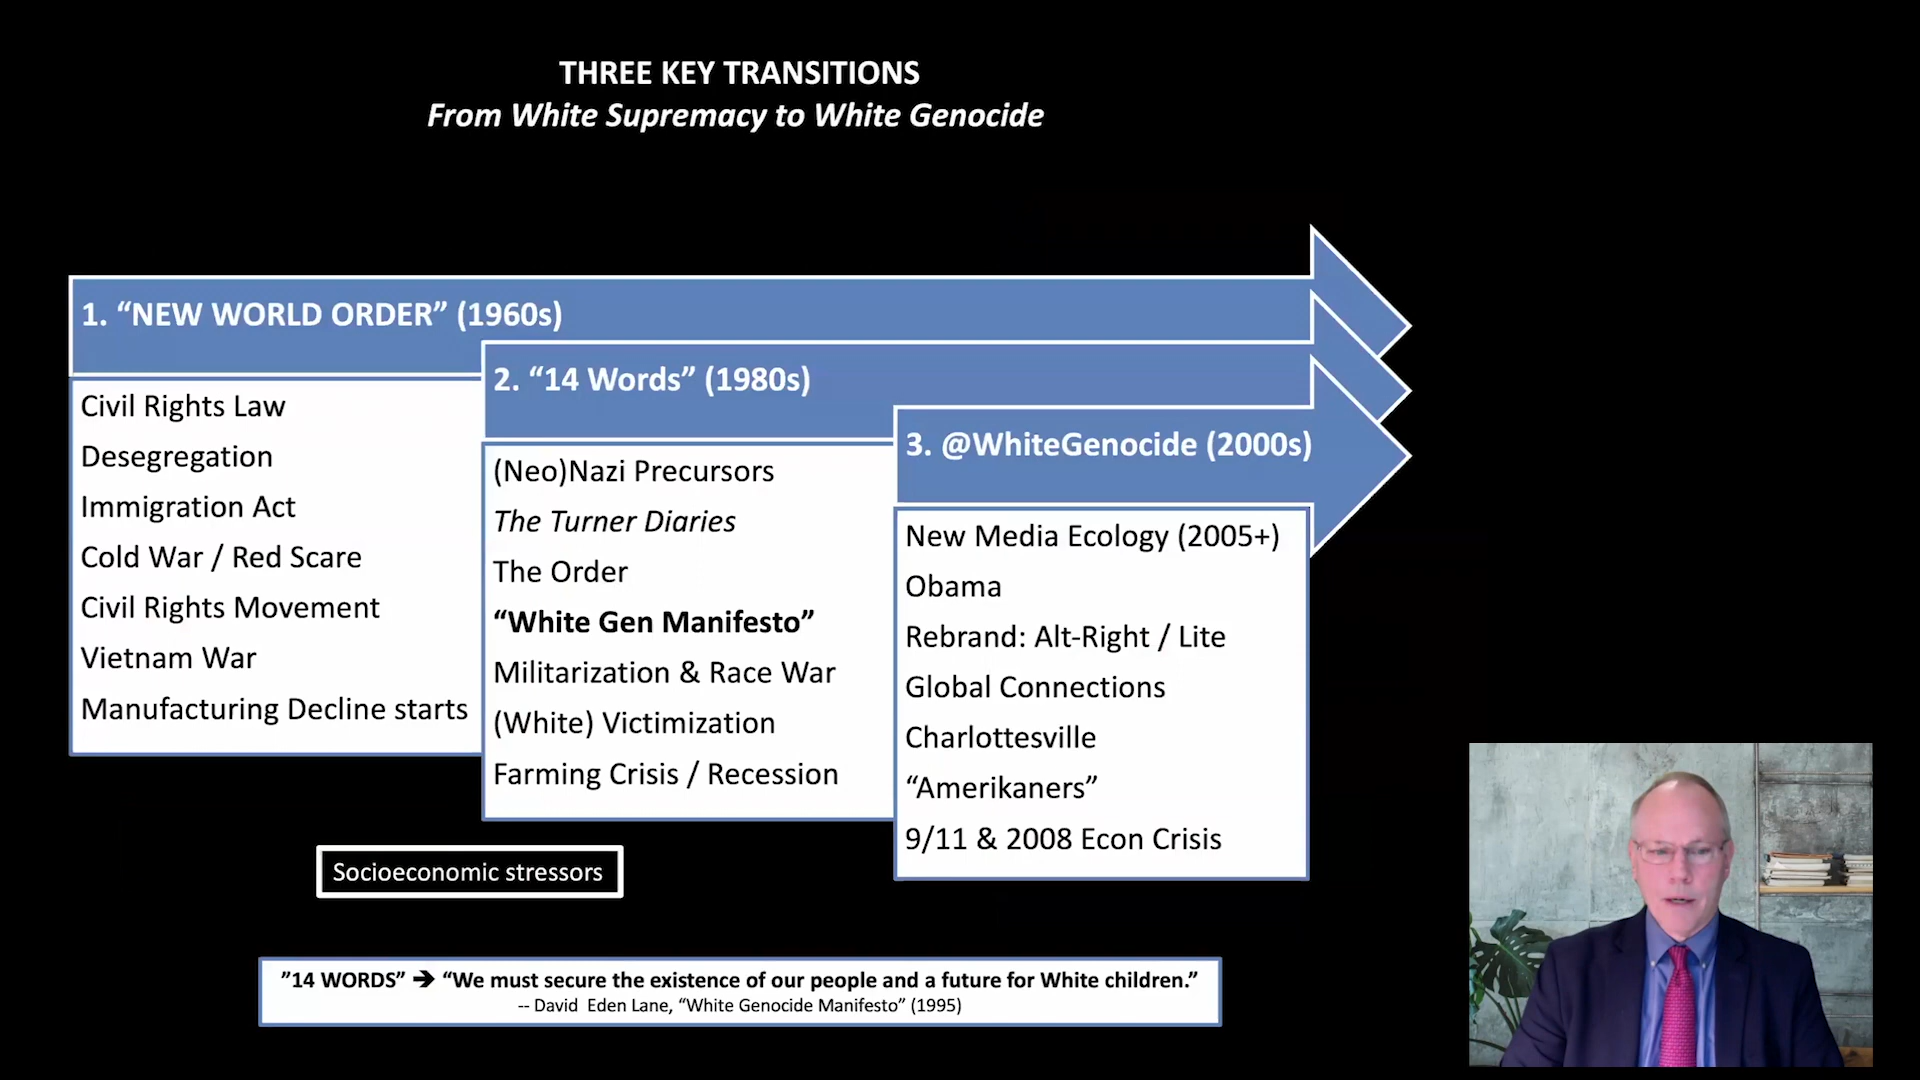 THREE KEY TRANSITIONS
From White Supremacy to White Genocide
1. “NEW WORLD ORDER” (1960s)
Civil Rights Law
Desegregation
Immigration Act
Cold War / Red Scare
Civil Rights Movement
Vietnam War
Manufacturing Decline starts
2. “14 Words” (1980s)
(Neo)Nazi Precursors
The Turner Diaries
The Order
“White Gen Manifesto”
Militarization & Race War
(White) Victimization
Farming Crisis / Recession
3. @WhiteGenocide (2000s)
New Media Ecology (2005+)
Obama
Rebrand: Alt-Right / Lite
Global Connections
Charlottesville
“Amerikaners”
9/11 & 2008 Econ Crisis
Socioeconomic stressors
”14 WORDS” ➔ “We must secure the existence of our people and a future for White children.”
-- David Eden Lane, “White Genocide Manifesto” (1995)